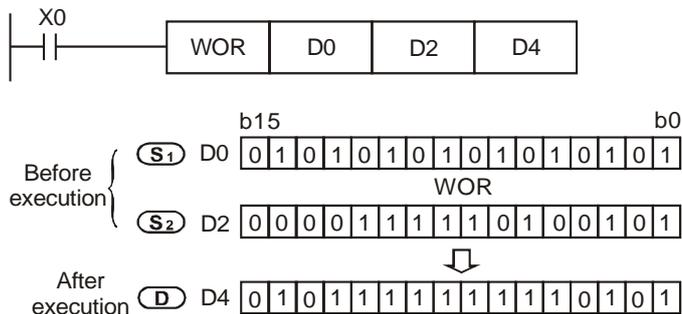 X0
WOR D0 D2 D4
b15 b0
Before execution
S1 D0 0 1 0 1 0 1 0 1 0 1 0 1 0 1 0 1
WOR
S2 D2 0 0 0 0 1 1 1 1 1 0 1 0 0 1 0 1
After execution
D D4 0 1 0 1 1 1 1 1 1 1 1 1 0 1 0 1